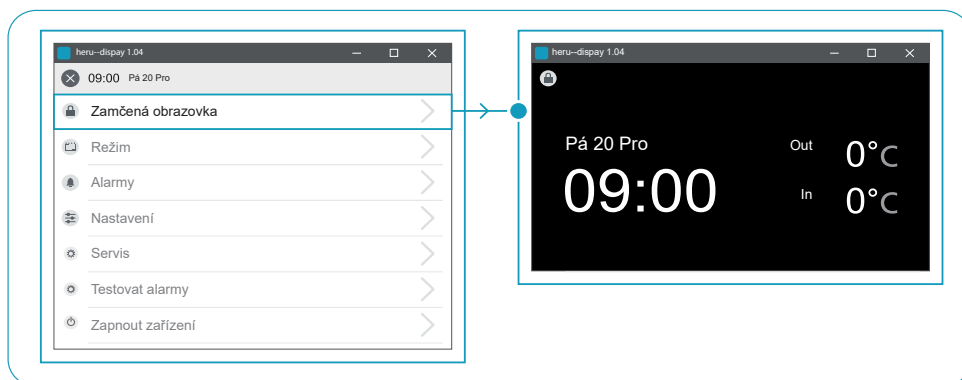 heru--dispay 1.04
09:00 Pá 20 Pro
Zamčená obrazovka
Režim
Alarmy
Nastavení
Servis
Testovat alarmy
Zapnout zařízení
heru--dispay 1.04
Pá 20 Pro
09:00
Out 0°C
In 0°C